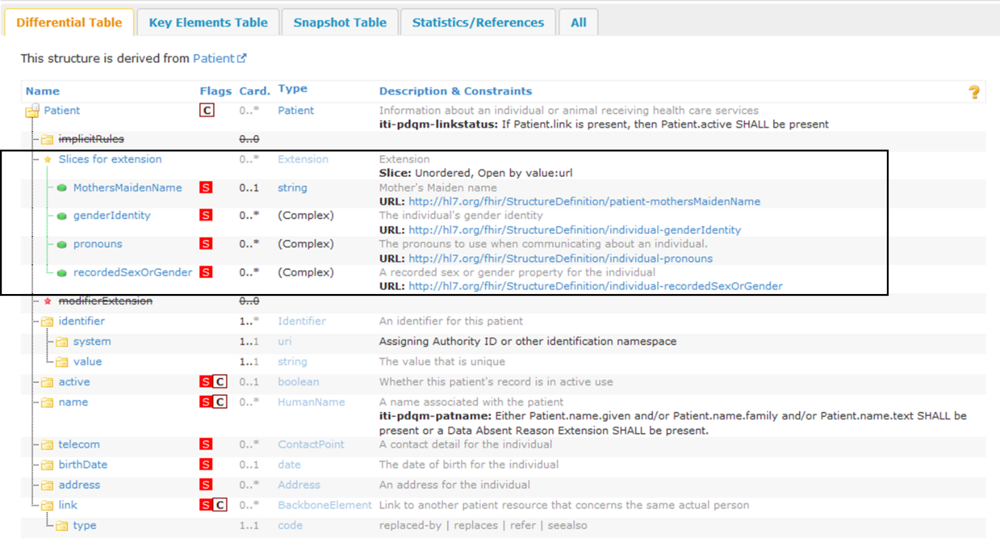 Differential Table Key Elements Table Snapshot Table Statistics/References All
This structure is derived from Patient
Name Flags Card. Type Description & Constraints ?
Patient C 0..* Patient Information about an individual or animal receiving health care services
iti-pdqm-linkstatus: If Patient.link is present, then Patient.active SHALL be present
implicitRules 0..0
Slices for extension 0..* Extension Extension
Slice: Unordered, Open by value:url
MothersMaidenName S 0..1 string Mother's Maiden name
URL: http://hl7.org/fhir/StructureDefinition/patient-mothersMaidenName
genderIdentity S 0..* (Complex) The individual's gender identity
URL: http://hl7.org/fhir/StructureDefinition/individual-genderIdentity
pronouns S 0..* (Complex) The pronouns to use when communicating about an individual.
URL: http://hl7.org/fhir/StructureDefinition/individual-pronouns
recordedSexOrGender S 0..* (Complex) A recorded sex or gender property for the individual
URL: http://hl7.org/fhir/StructureDefinition/individual-recordedSexOrGender
modifierExtension 0..0
identifier 1..* Identifier An identifier for this patient
system 1..1 uri Assigning Authority ID or other identification namespace
value 1..1 string The value that is unique
active S C 0..1 boolean Whether this patient's record is in active use
name S C 0..* HumanName A name associated with the patient
iti-pdqm-patname: Either Patient.name.given and/or Patient.name.family and/or Patient.name.text SHALL be
present or a Data Absent Reason Extension SHALL be present.
telecom S 0..* ContactPoint A contact detail for the individual
birthDate S 0..1 date The date of birth for the individual
address S 0..* Address An address for the individual
link S C 0..* BackboneElement Link to another patient resource that concerns the same actual person
type 1..1 code replaced-by | replaces | refer | seealso